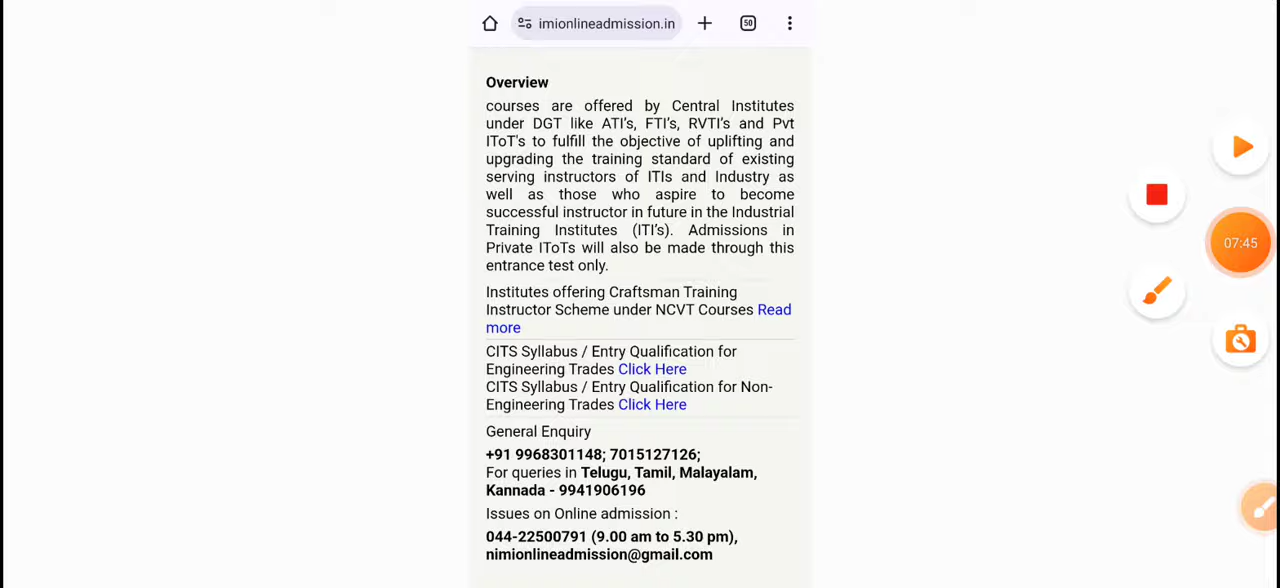 imionlineadmission.in
50
Overview
courses are offered by Central Institutes
under DGT like ATI's, FTI's, RVTI's and Pvt
IToT's to fulfill the objective of uplifting and
upgrading the training standard of existing
serving instructors of ITIs and Industry as
well as those who aspire to become
successful instructor in future in the Industrial
Training Institutes (ITI's). Admissions in
Private IToTs will also be made through this
entrance test only.
Institutes offering Craftsman Training
Instructor Scheme under NCVT Courses Read
more
CITS Syllabus / Entry Qualification for
Engineering Trades Click Here
CITS Syllabus / Entry Qualification for Non-
Engineering Trades Click Here
General Enquiry
+91 9968301148; 7015127126;
For queries in Telugu, Tamil, Malayalam,
Kannada - 9941906196
Issues on Online admission :
044-22500791 (9.00 am to 5.30 pm),
nimionlineadmission@gmail.com
07:45